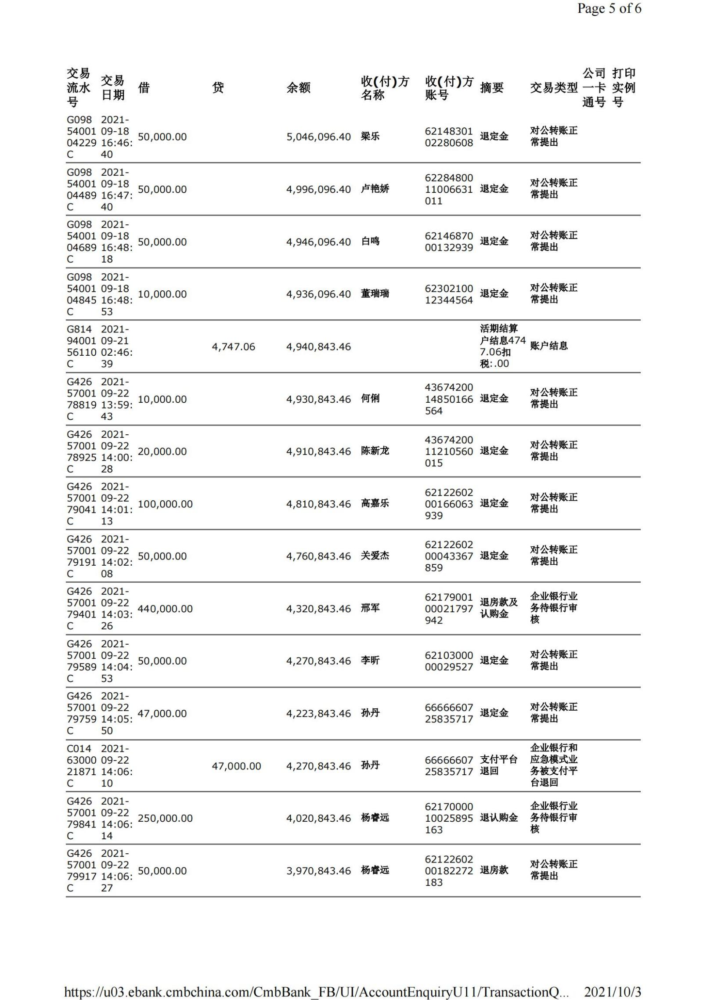 Page 5 of 6
交易流水号 交易日期 借 贷 余额 收(付)方名称 收(付)方账号 摘要 交易类型 公司一卡通号 打印实例号
G0985400104229C 2021-09-18 16:46:40 50,000.00 5,046,096.40 梁乐 6214830102280608 退定金 对公转账正常提出
G0985400104489C 2021-09-18 16:47:40 50,000.00 4,996,096.40 卢艳娇 6228480011006631011 退定金 对公转账正常提出
G0985400104689C 2021-09-18 16:48:18 50,000.00 4,946,096.40 白鸣 6214687000132939 退定金 对公转账正常提出
G0985400104845C 2021-09-18 16:48:53 10,000.00 4,936,096.40 董瑞瑞 6230210012344564 退定金 对公转账正常提出
G8149400156110C 2021-09-21 02:46:39 4,747.06 4,940,843.46 活期结算户结息4747.06扣税:.00 账户结息
G4265700178819C 2021-09-22 13:59:43 10,000.00 4,930,843.46 何俐 4367420014850166564 退定金 对公转账正常提出
G4265700178925C 2021-09-22 14:00:28 20,000.00 4,910,843.46 陈新龙 4367420011210560015 退定金 对公转账正常提出
G4265700179041C 2021-09-22 14:01:13 100,000.00 4,810,843.46 高嘉乐 6212260200166063939 退定金 对公转账正常提出
G4265700179191C 2021-09-22 14:02:08 50,000.00 4,760,843.46 关爱杰 6212260200043367859 退定金 对公转账正常提出
G4265700179401C 2021-09-22 14:03:26 440,000.00 4,320,843.46 邢军 6217900100021797942 退房款及认购金 企业银行业务待银行审核
G4265700179589C 2021-09-22 14:04:53 50,000.00 4,270,843.46 李昕 6210300000029527 退定金 对公转账正常提出
G4265700179759C 2021-09-22 14:05:50 47,000.00 4,223,843.46 孙丹 6666660725835717 退定金 对公转账正常提出
C0146300021871C 2021-09-22 14:06:10 47,000.00 4,270,843.46 孙丹 6666660725835717 支付平台退回 企业银行和应急模式业务被支付平台退回
G4265700179841C 2021-09-22 14:06:14 250,000.00 4,020,843.46 杨睿远 6217000010025895163 退认购金 企业银行业务待银行审核
G4265700179917C 2021-09-22 14:06:27 50,000.00 3,970,843.46 杨睿远 6212260200182272183 退房款 对公转账正常提出
https://u03.ebank.cmbchina.com/CmbBank_FB/UI/AccountEnquiryU11/TransactionQ... 2021/10/3